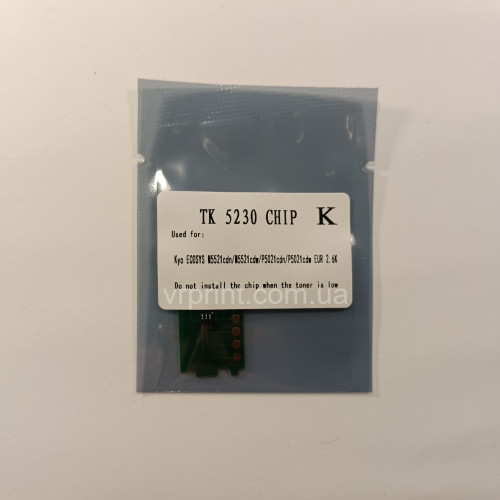 TK 5230 CHIP K
Used for:
Kyo ECOSYS M5521cdn/M5521cdw/P5021cdn/P5021cdw EUR 2.6K
vrprint.com.ua
Do not install the chip when the toner is low